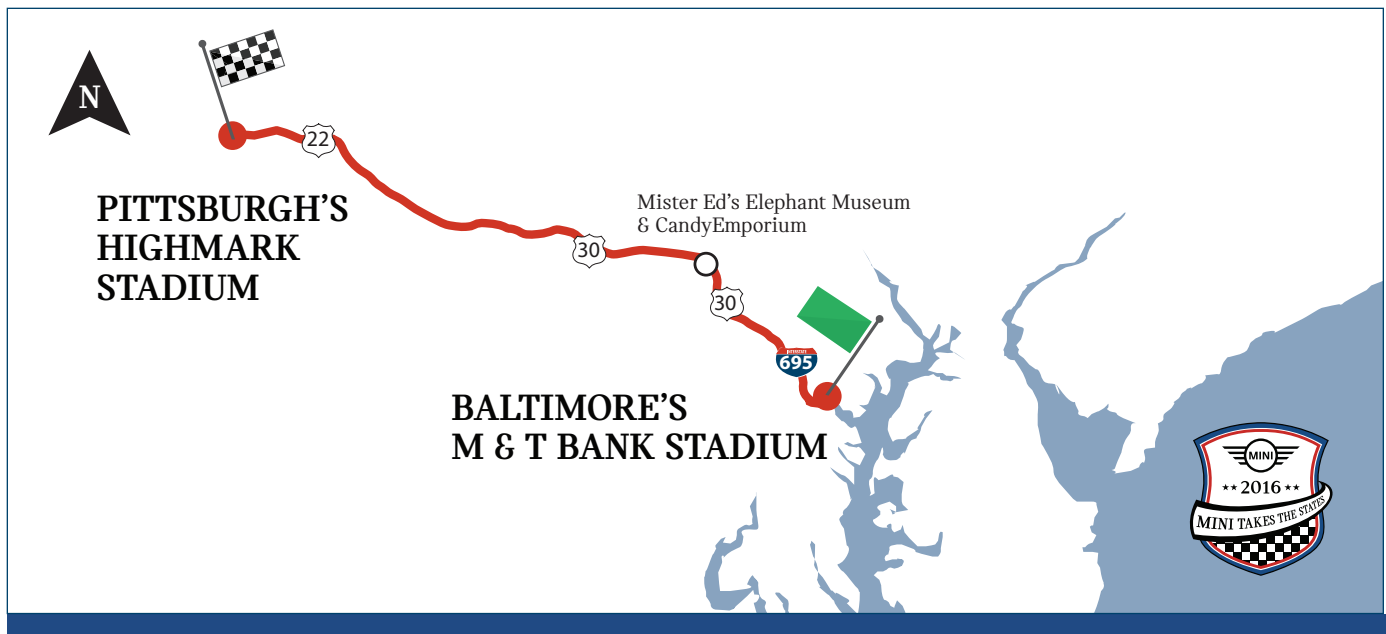 N
22
PITTSBURGH’S
HIGHMARK
STADIUM
Mister Ed’s Elephant Museum
& CandyEmporium
30
30
695
BALTIMORE’S
M & T BANK STADIUM
MINI
★★ 2016 ★★
MINI TAKES THE STATES